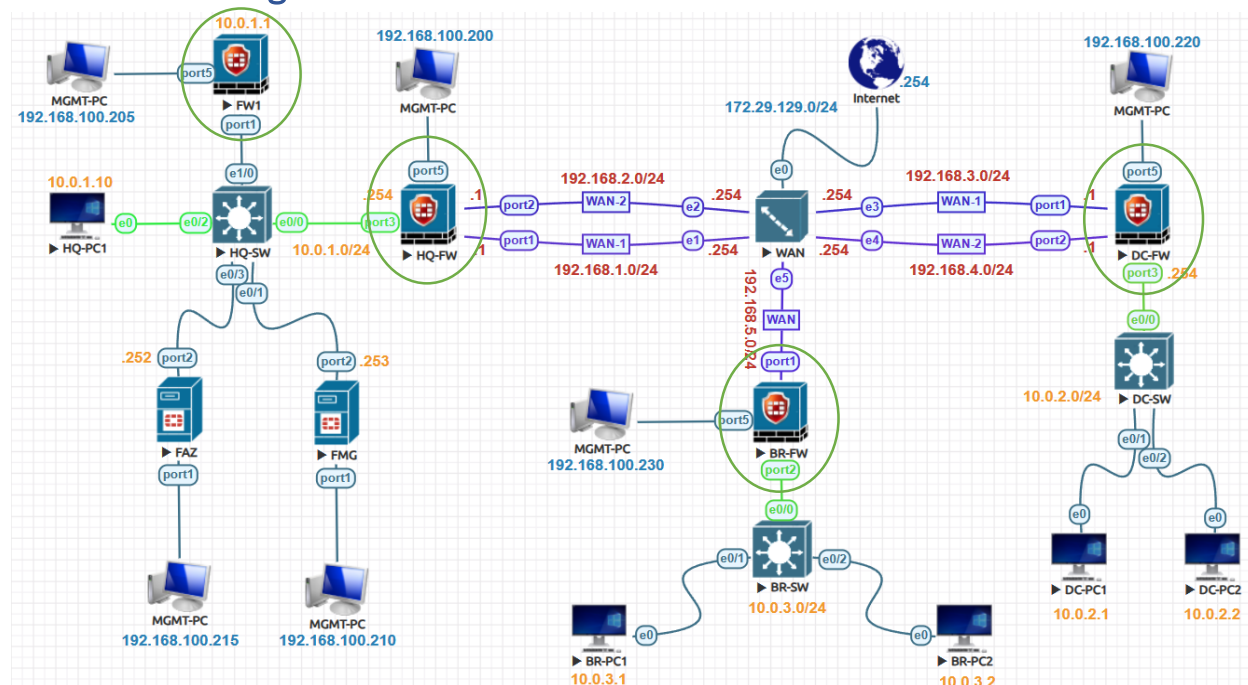 10.0.1.1
192.168.100.200
192.168.100.220
port5
MGMT-PC
192.168.100.205
FW1
port1
MGMT-PC
.254
Internet
172.29.129.0/24
MGMT-PC
e1/0
port5
port5
10.0.1.10
e0
e0/2
e0/0
HQ-PC1
HQ-SW
10.0.1.0/24
.254
port3
HQ-FW
.1
port2
192.168.2.0/24
WAN-2
e2
.254
.1
port1
WAN-1
192.168.1.0/24
e1
.254
e0
WAN
.254
e3
192.168.3.0/24
WAN-1
port1
.1
.254
e4
WAN-2
192.168.4.0/24
port2
.1
DC-FW
port3
.254
e0/3
e0/1
e5
192.168.5.0/24
WAN
port1
e0/0
DC-SW
10.0.2.0/24
.252
port2
port2
.253
FAZ
FMG
port1
port1
MGMT-PC
192.168.100.230
port5
BR-FW
port2
e0/0
e0/1
e0/2
e0
e0
DC-PC1
10.0.2.1
DC-PC2
10.0.2.2
e0/1
e0/2
BR-SW
10.0.3.0/24
MGMT-PC
192.168.100.215
MGMT-PC
192.168.100.210
e0
BR-PC1
10.0.3.1
e0
BR-PC2
10.0.3.2